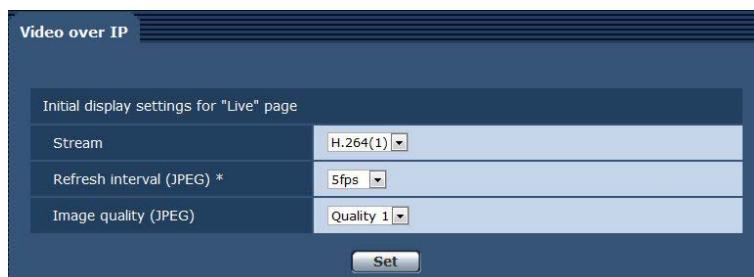 Video over IP
Initial display settings for "Live" page
Stream H.264(1)
Refresh interval (JPEG) * 5fps
Image quality (JPEG) Quality 1
Set